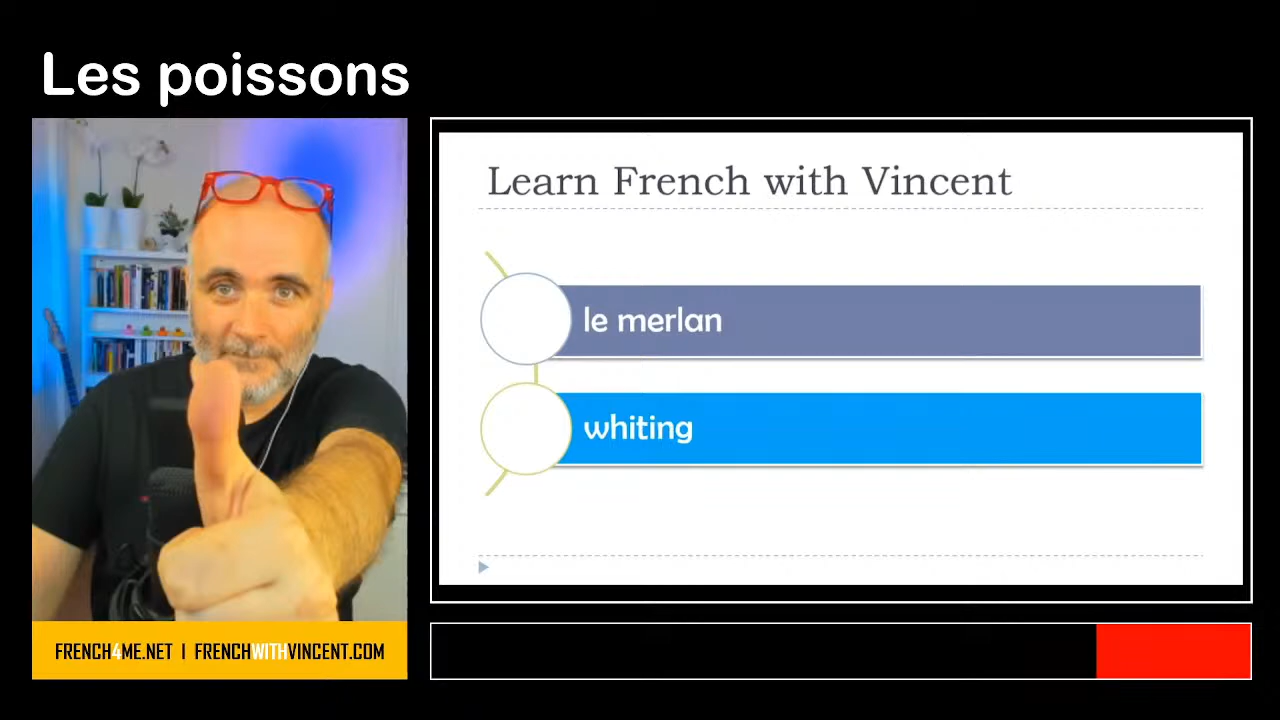 Les poissons
Learn French with Vincent
le merlan
whiting
FRENCH4ME.NET I FRENCHWITHVINCENT.COM